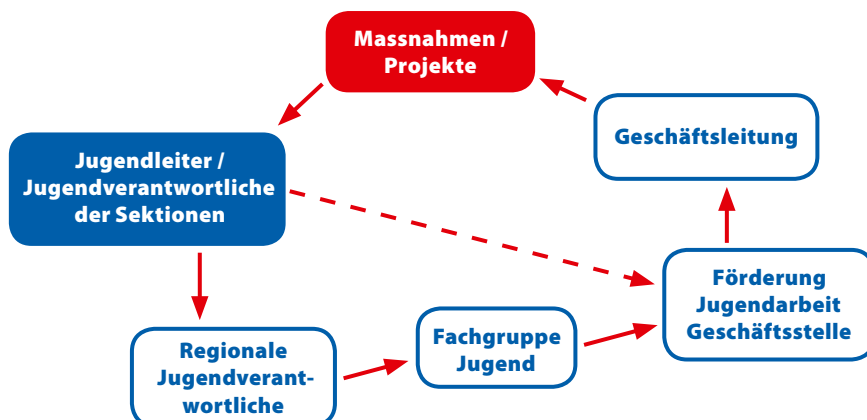 Massnahmen /
Projekte
Geschäftsleitung
Jugendleiter /
Jugendverantwortliche
der Sektionen
Förderung
Jugendarbeit
Geschäftsstelle
Fachgruppe
Jugend
Regionale
Jugendverant-
wortliche